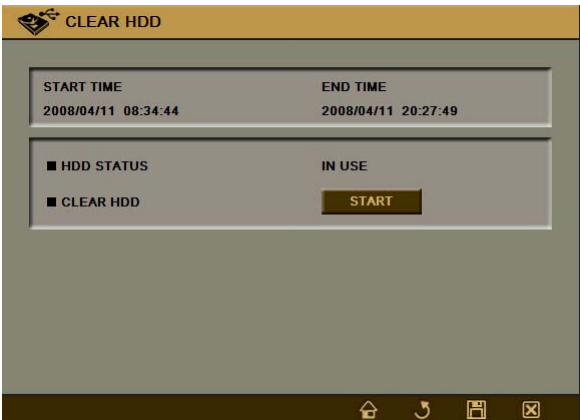 CLEAR HDD
START TIME END TIME
2008/04/11 08:34:44 2008/04/11 20:27:49
HDD STATUS IN USE
CLEAR HDD START